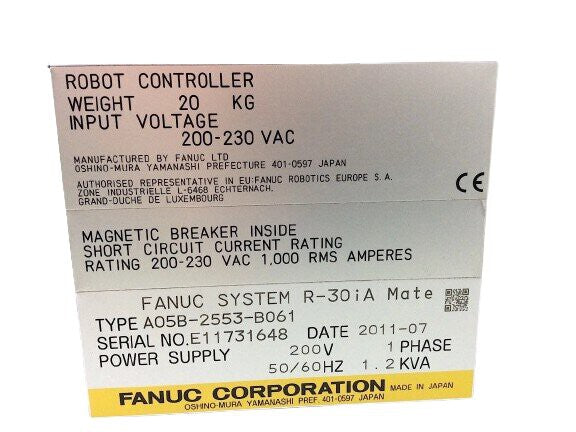 ROBOT CONTROLLER
WEIGHT 20 KG
INPUT VOLTAGE
200-230 VAC
MANUFACTURED BY FANUC LTD
OSHINO-MURA YAMANASHI PREFECTURE 401-0597 JAPAN
AUTHORISED REPRESENTATIVE IN EU:FANUC ROBOTICS EUROPE S.A.
ZONE INDUSTRIELLE L-6468 ECHTERNACH.
GRAND-DUCHE DE LUXEMBOURG
CE
MAGNETIC BREAKER INSIDE
SHORT CIRCUIT CURRENT RATING
RATING 200-230 VAC 1,000 RMS AMPERES
FANUC SYSTEM R-30iA Mate
TYPE A05B-2553-B061
SERIAL NO.E11731648 DATE 2011-07
POWER SUPPLY 200V 1 PHASE
50/60HZ 1.2KVA
FANUC CORPORATION MADE IN JAPAN
OSHINO-MURA YAMANASHI PREF. 401-0597 JAPAN